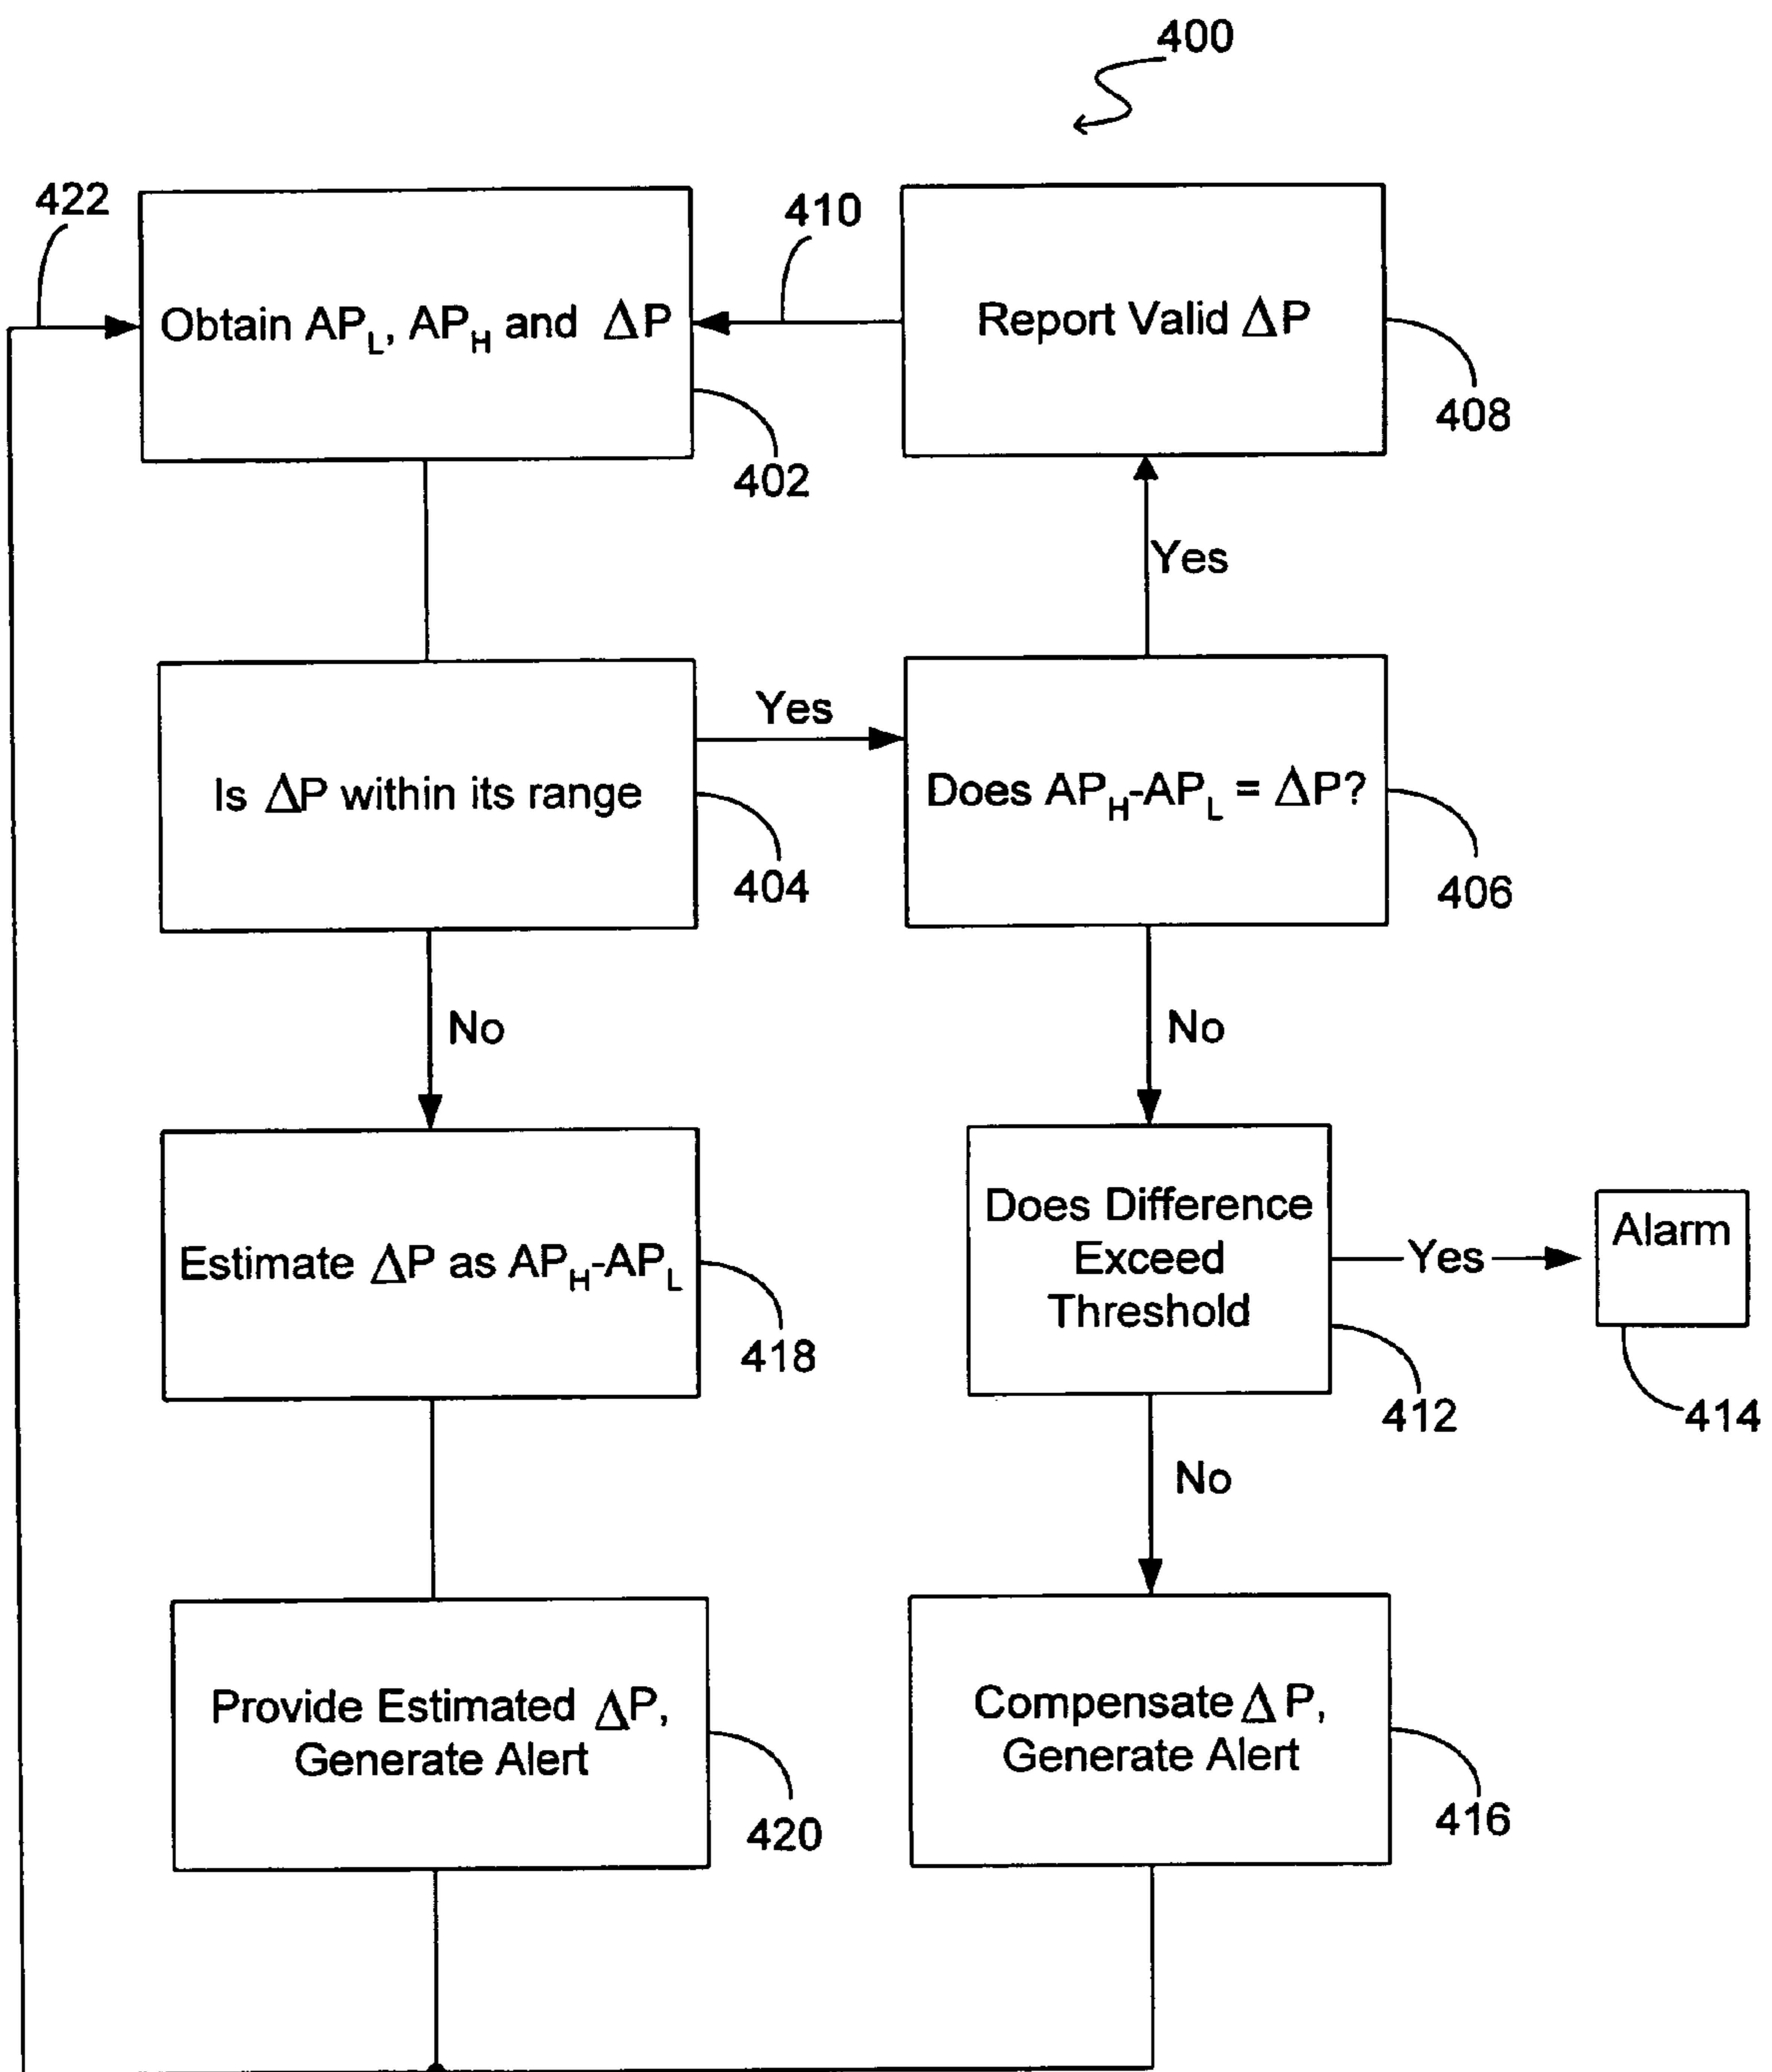 400
422
410
Obtain AP_L, AP_H and ΔP
Report Valid ΔP
408
402
Yes
Yes
Is ΔP within its range
Does AP_H-AP_L = ΔP?
404
406
No
No
Does Difference
Exceed
Threshold
Yes
Alarm
Estimate ΔP as AP_H-AP_L
418
412
414
No
Provide Estimated ΔP,
Generate Alert
Compensate Δ P,
Generate Alert
420
416